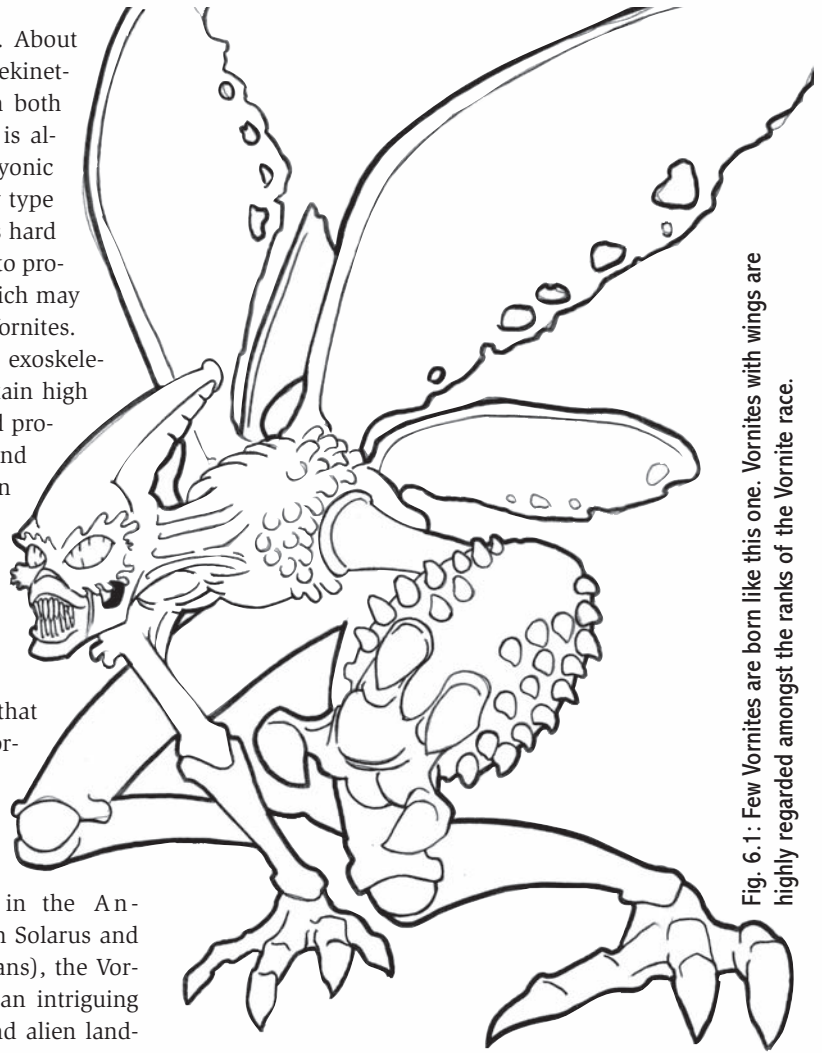 . About
ekinet-
n both
is al-
yonic
type
s hard
to pro-
ich may
Vornites.
exoskele-
ain high
l pro-
nd
n
that
or-
in the An-
n Solarus and
ans), the Vor-
an intriguing
nd alien land-
Fig. 6.1: Few Vornites are born like this one. Vornites with wings are
highly regarded amongst the ranks of the Vornite race.